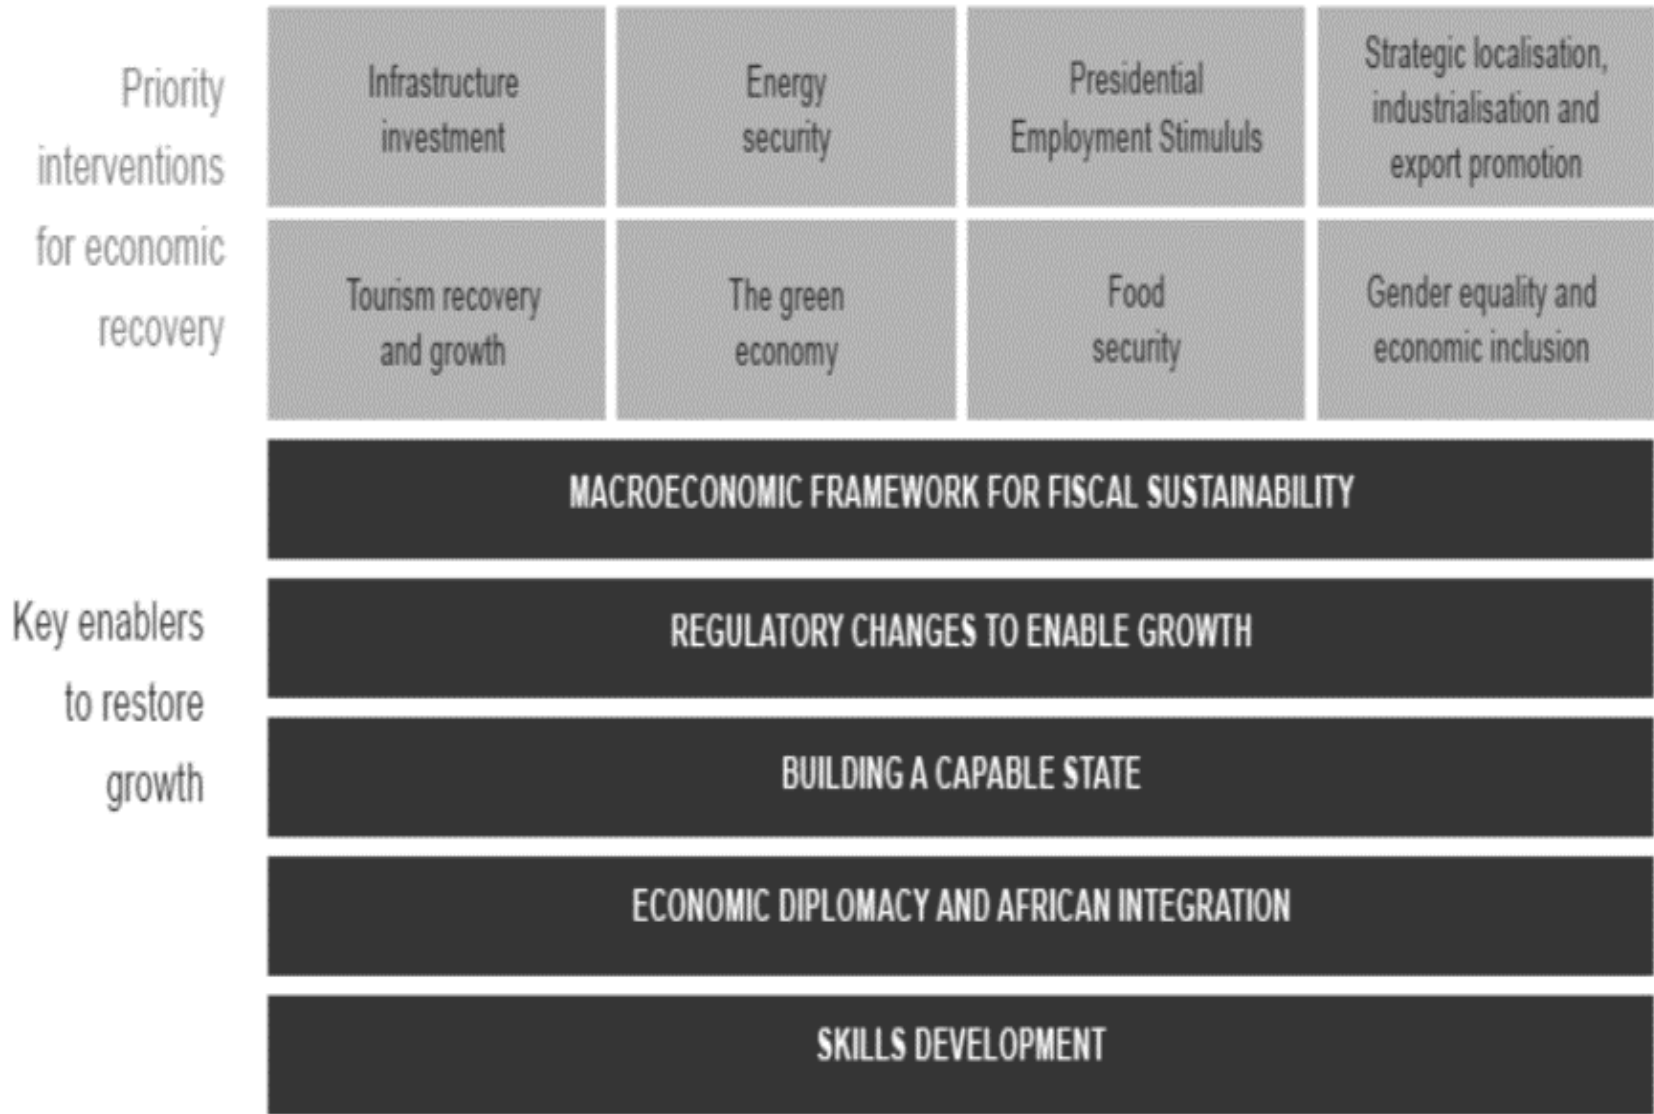 Priority
interventions
for economic
recovery
Infrastructure
investment
Energy
security
Presidential
Employment Stimululs
Strategic localisation,
industrialisation and
export promotion
Tourism recovery
and growth
The green
economy
Food
security
Gender equality and
economic inclusion
Key enablers
to restore
growth
MACROECONOMIC FRAMEWORK FOR FISCAL SUSTAINABILITY
REGULATORY CHANGES TO ENABLE GROWTH
BUILDING A CAPABLE STATE
ECONOMIC DIPLOMACY AND AFRICAN INTEGRATION
SKILLS DEVELOPMENT